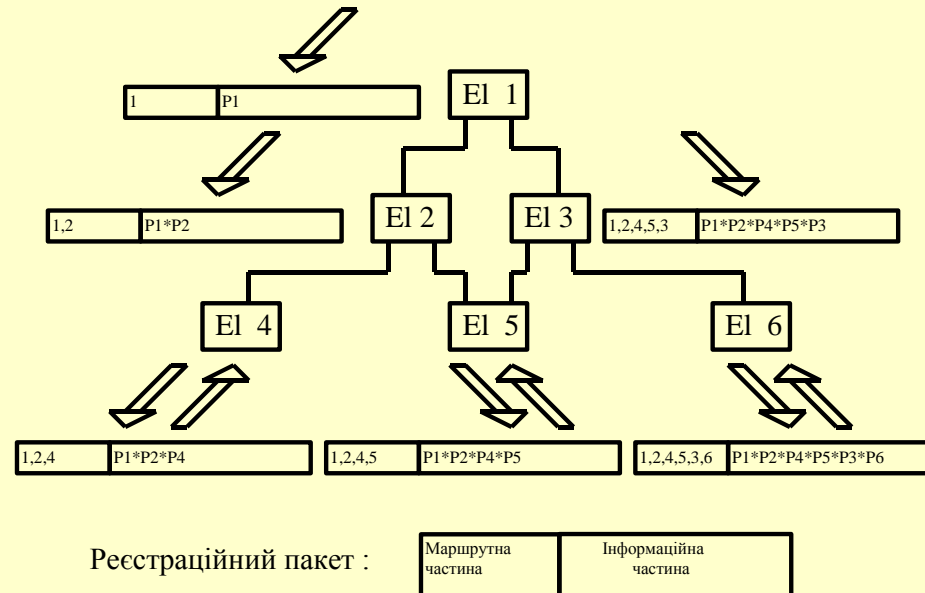 El 1
1 P1
El 2
El 3
1,2 P1*P2
1,2,4,5,3 P1*P2*P4*P5*P3
El 4
El 5
El 6
1,2,4 P1*P2*P4
1,2,4,5 P1*P2*P4*P5
1,2,4,5,3,6 P1*P2*P4*P5*P3*P6
Реєстраційний пакет :
Маршрутна
частина
Інформаційна
частина